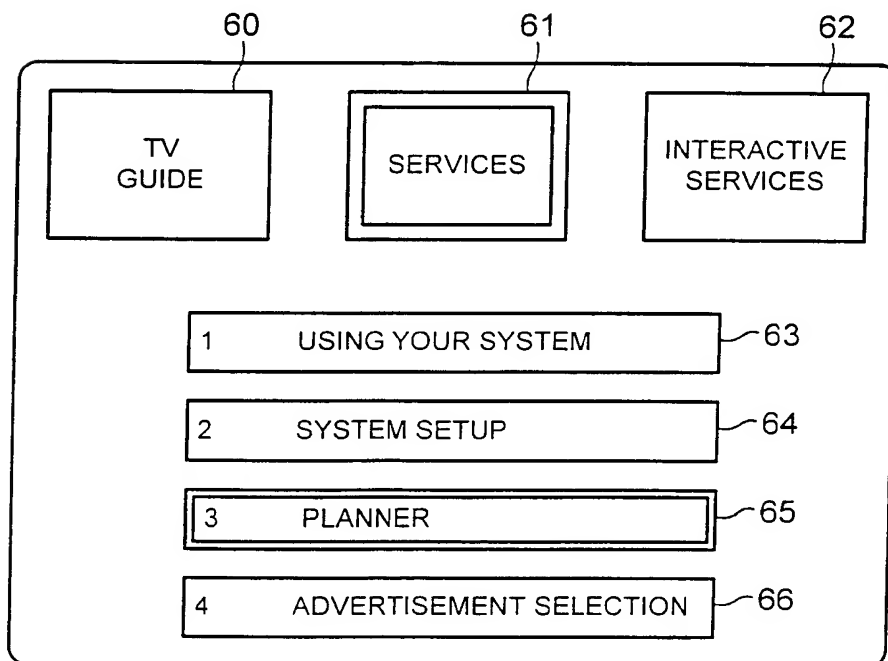 60 61 62
TV
GUIDE
SERVICES
INTERACTIVE
SERVICES
1 USING YOUR SYSTEM 63
2 SYSTEM SETUP 64
3 PLANNER 65
4 ADVERTISEMENT SELECTION 66